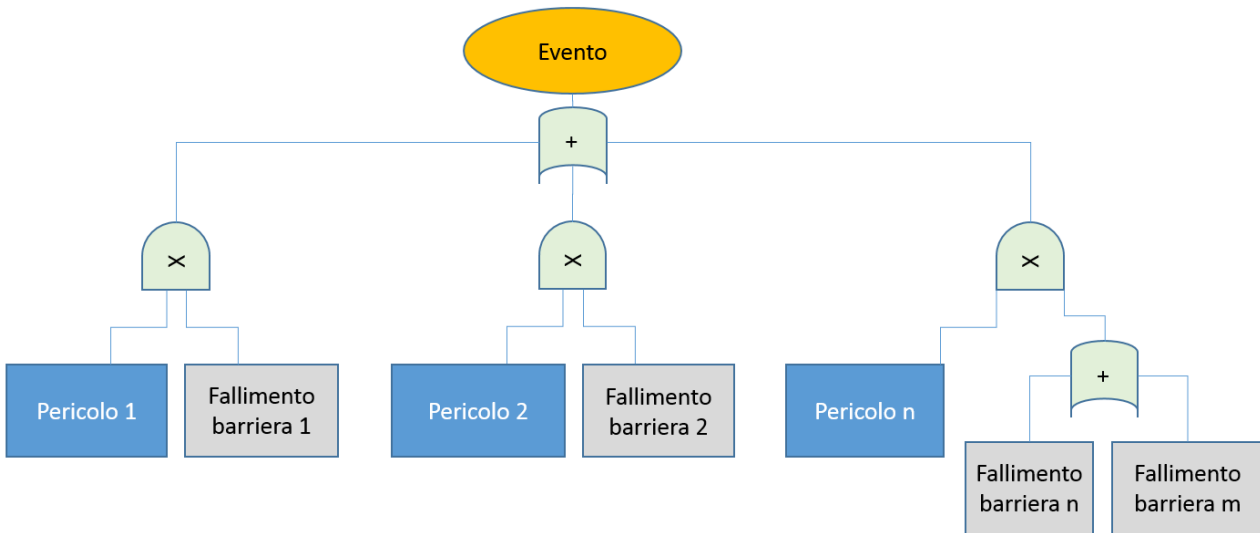 Evento
+
×
×
×
Pericolo 1
Fallimento
barriera 1
Pericolo 2
Fallimento
barriera 2
Pericolo n
+
Fallimento
barriera n
Fallimento
barriera m